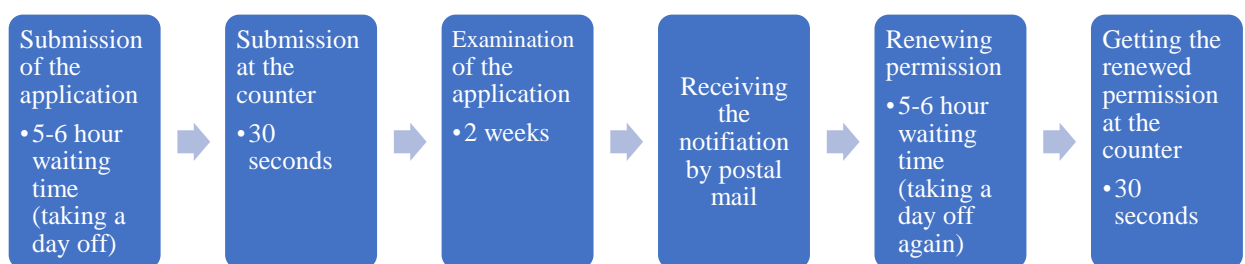 Submission
of the
application
•5-6 hour
waiting
time
(taking a
day off)
Submission
at the
counter
•30
seconds
Examination
of the
application
•2 weeks
Receiving
the
notifiation
by postal
mail
Renewing
permission
•5-6 hour
waiting
time
(taking a
day off
again)
Getting the
renewed
permission
at the
counter
•30
seconds